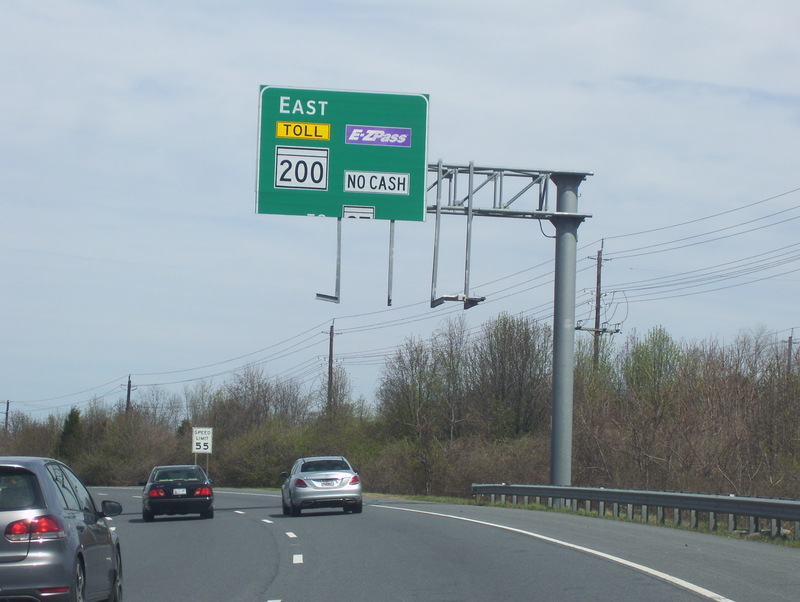 EAST
TOLL
E-ZPass
200
NO CASH
SPEED
LIMIT
55